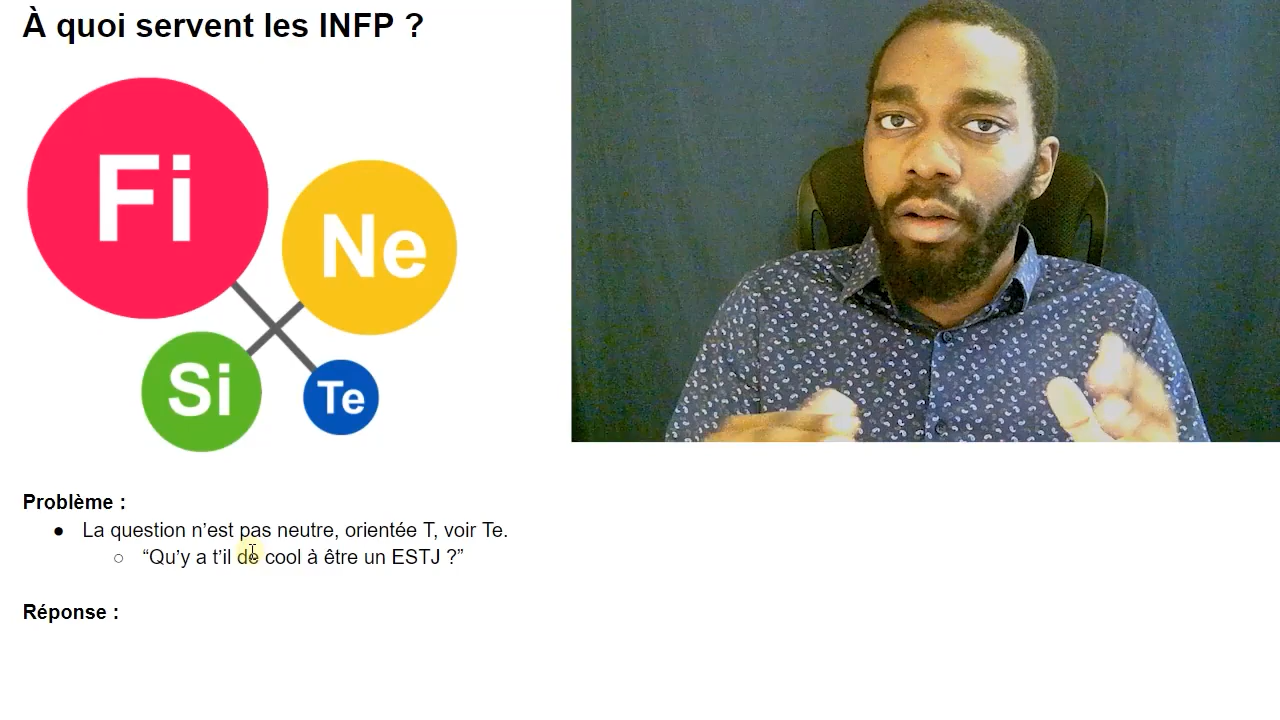 À quoi servent les INFP ?
Fi
Ne
Si
Te
Problème :
La question n’est pas neutre, orientée T, voir Te.
“Qu’y a t’il de cool à être un ESTJ ?”
Réponse :